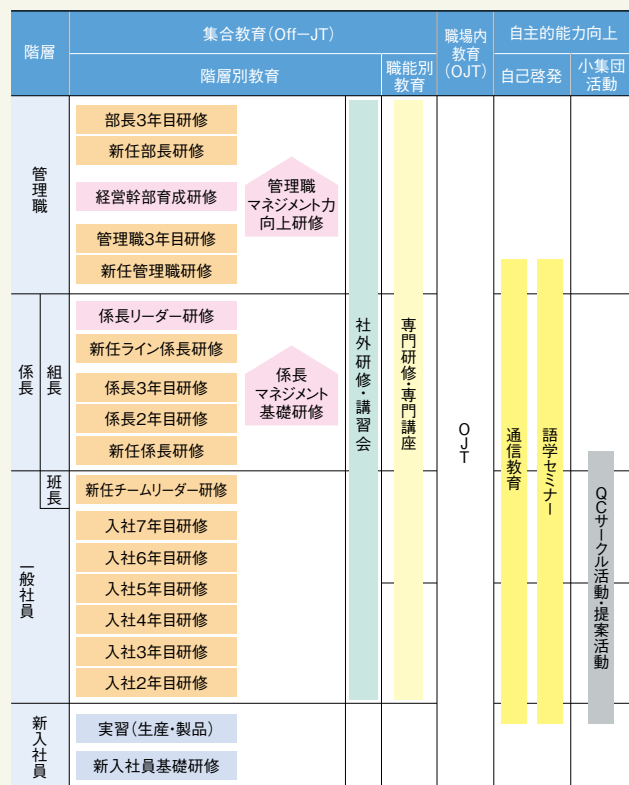 階層
集合教育（Off－JT）
階層別教育
職能別
教育
職場内
教育
（OJT）
自主的能力向上
自己啓発
小集団
活動
管理職
部長3年目研修
新任部長研修
経営幹部育成研修
管理職3年目研修
新任管理職研修
管理職
マネジメント力
向上研修
係長
組長
係長リーダー研修
新任ライン係長研修
係長3年目研修
係長2年目研修
新任係長研修
係長
マネジメント
基礎研修
一般社員
班長
新任チームリーダー研修
入社7年目研修
入社6年目研修
入社5年目研修
入社4年目研修
入社3年目研修
入社2年目研修
新入社員
実習（生産・製品）
新入社員基礎研修
社外研修・講習会
専門研修・専門講座
OJT
通信教育
語学セミナー
QCサークル活動・提案活動